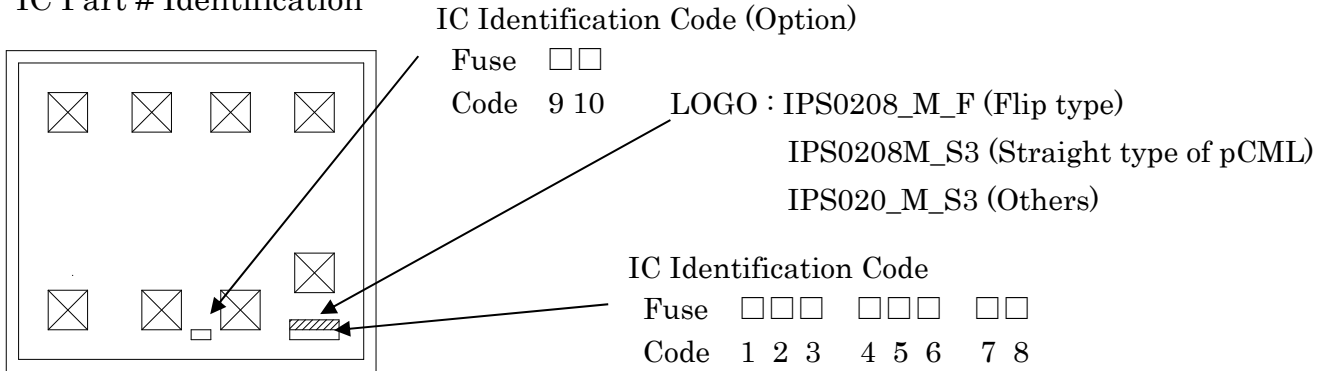 IC Part # Identification
IC Identification Code (Option)
Fuse □□
Code 9 10
LOGO : IPS0208_M_F (Flip type)
IPS0208M_S3 (Straight type of pCML)
IPS020_M_S3 (Others)
IC Identification Code
Fuse □□□ □□□ □□
Code 1 2 3 4 5 6 7 8